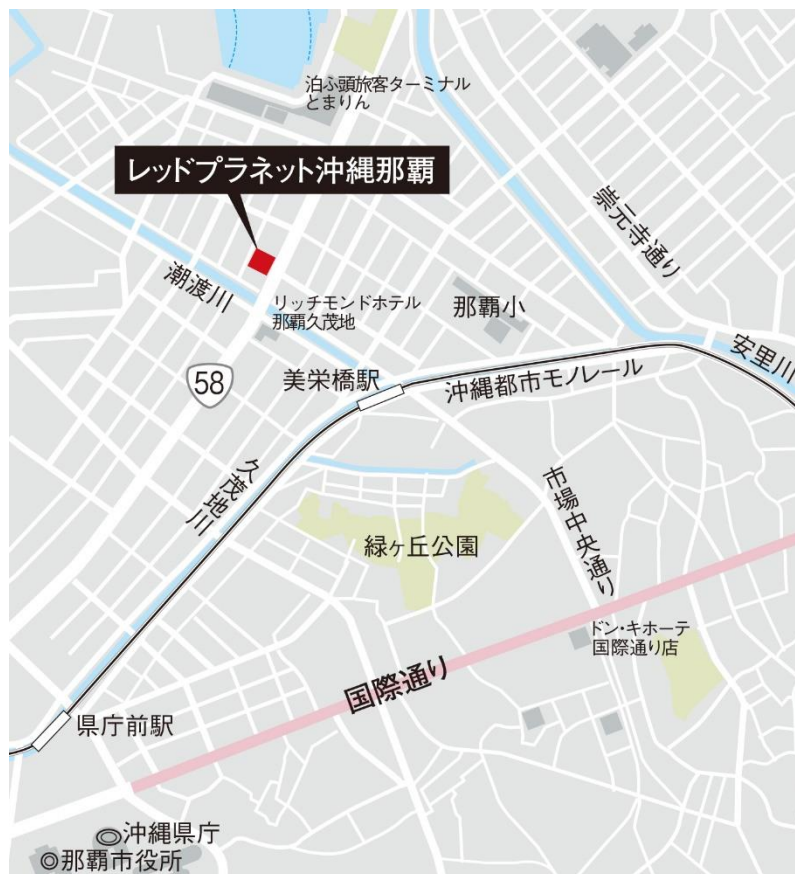 泊ふ頭旅客ターミナル
とまりん
レッドプラネット沖縄那覇
崇元寺通り
潮渡川
リッチモンドホテル
那覇久茂地
那覇小
安里川
58
美栄橋駅
沖縄都市モノレール
久茂地川
市場中央通り
緑ヶ丘公園
ドン・キホーテ
国際通り店
国際通り
県庁前駅
沖縄県庁
那覇市役所